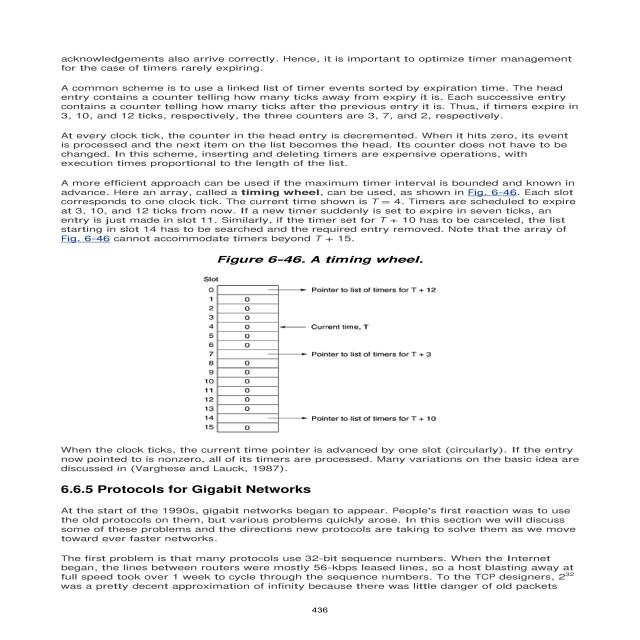 acknowledgements also arrive correctly. Hence, it is important to optimize timer management
for the case of timers rarely expiring.
A common scheme is to use a linked list of timer events sorted by expiration time. The head
entry contains a counter telling how many ticks away from expiry it is. Each successive entry
contains a counter telling how many ticks after the previous entry it is. Thus, if timers expire in
3, 10, and 12 ticks, respectively, the three counters are 3, 7, and 2, respectively.
At every clock tick, the counter in the head entry is decremented. When it hits zero, its event
is processed and the next item on the list becomes the head. Its counter does not have to be
changed. In this scheme, inserting and deleting timers are expensive operations, with
execution times proportional to the length of the list.
A more efficient approach can be used if the maximum timer interval is bounded and known in
advance. Here an array, called a timing wheel, can be used, as shown in Fig. 6-46. Each slot
corresponds to one clock tick. The current time shown is T = 4. Timers are scheduled to expire
at 3, 10, and 12 ticks from now. If a new timer suddenly is set to expire in seven ticks, an
entry is just made in slot 11. Similarly, if the timer set for T + 10 has to be canceled, the list
starting in slot 14 has to be searched and the required entry removed. Note that the array of
Fig. 6-46 cannot accommodate timers beyond T + 15.
Figure 6-46. A timing wheel.
Slot
0 Pointer to list of timers for T + 12
1 0
2 0
3 0
4 0 Current time, T
5 0
6 0
7 Pointer to list of timers for T + 3
8 0
9 0
10 0
11 0
12 0
13 0
14 Pointer to list of timers for T + 10
15 0
When the clock ticks, the current time pointer is advanced by one slot (circularly). If the entry
now pointed to is nonzero, all of its timers are processed. Many variations on the basic idea are
discussed in (Varghese and Lauck, 1987).
6.6.5 Protocols for Gigabit Networks
At the start of the 1990s, gigabit networks began to appear. People's first reaction was to use
the old protocols on them, but various problems quickly arose. In this section we will discuss
some of these problems and the directions new protocols are taking to solve them as we move
toward ever faster networks.
The first problem is that many protocols use 32-bit sequence numbers. When the Internet
began, the lines between routers were mostly 56-kbps leased lines, so a host blasting away at
full speed took over 1 week to cycle through the sequence numbers. To the TCP designers, 2³²
was a pretty decent approximation of infinity because there was little danger of old packets
436